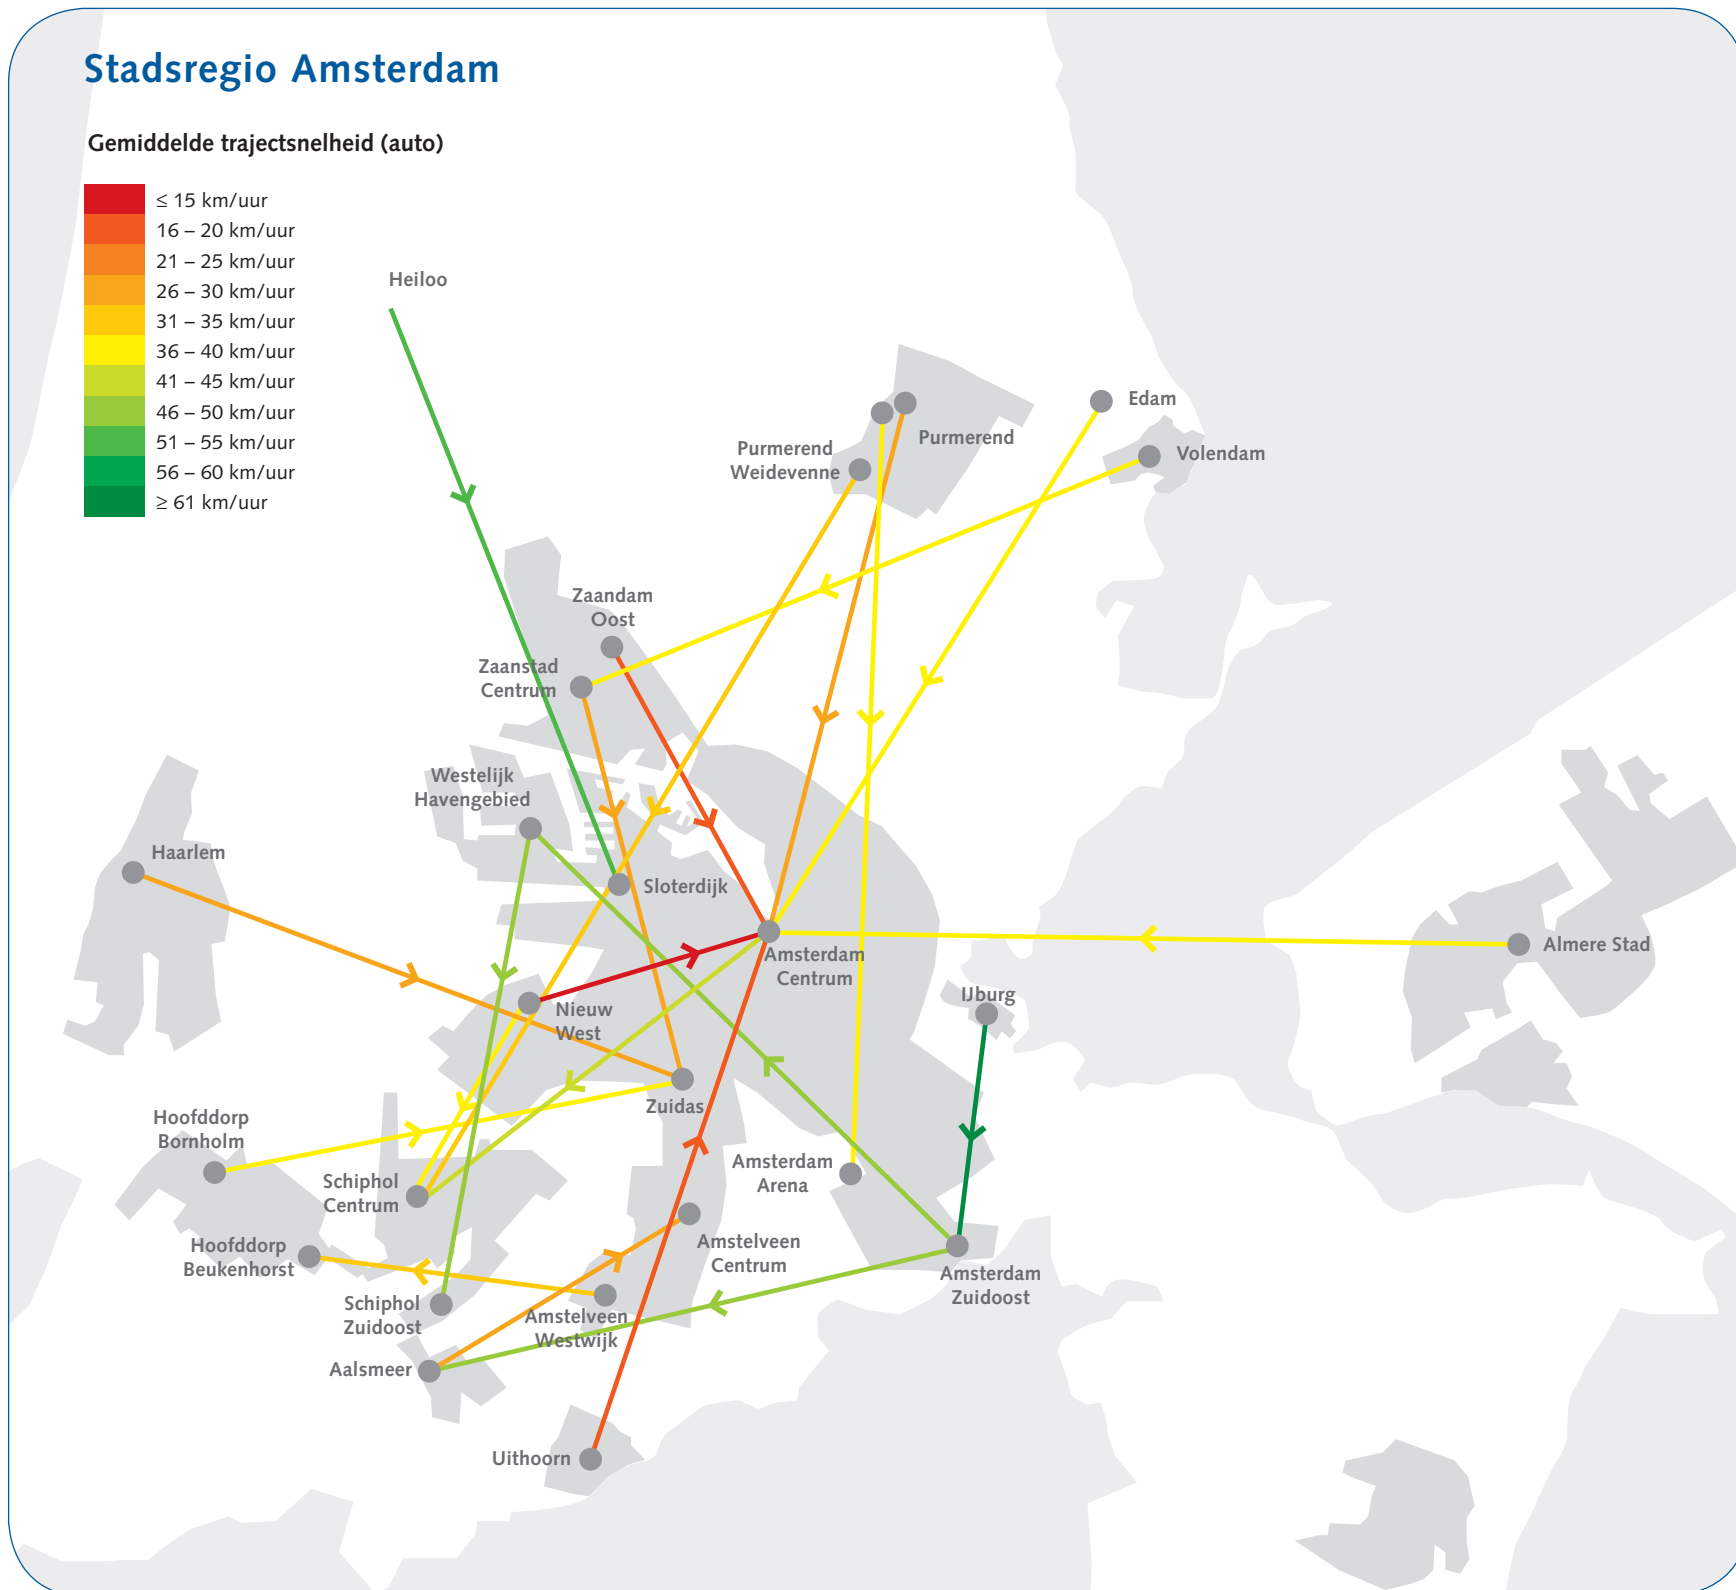 Stadsregio Amsterdam
Gemiddelde trajectsnelheid (auto)
≤ 15 km/uur
16 – 20 km/uur
21 – 25 km/uur
26 – 30 km/uur
31 – 35 km/uur
36 – 40 km/uur
41 – 45 km/uur
46 – 50 km/uur
51 – 55 km/uur
56 – 60 km/uur
≥ 61 km/uur
Heiloo
Edam
Purmerend
Purmerend
Weidevenne
Volendam
Zaandam
Oost
Zaanstad
Centrum
Westelijk
Havengebied
Haarlem
Sloterdijk
Amsterdam
Centrum
Almere Stad
IJburg
Nieuw
West
Zuidas
Hoofddorp
Bornholm
Schiphol
Centrum
Amsterdam
Arena
Hoofddorp
Beukenhorst
Amstelveen
Centrum
Amsterdam
Zuidoost
Schiphol
Zuidoost
Amstelveen
Westwijk
Aalsmeer
Uithoorn